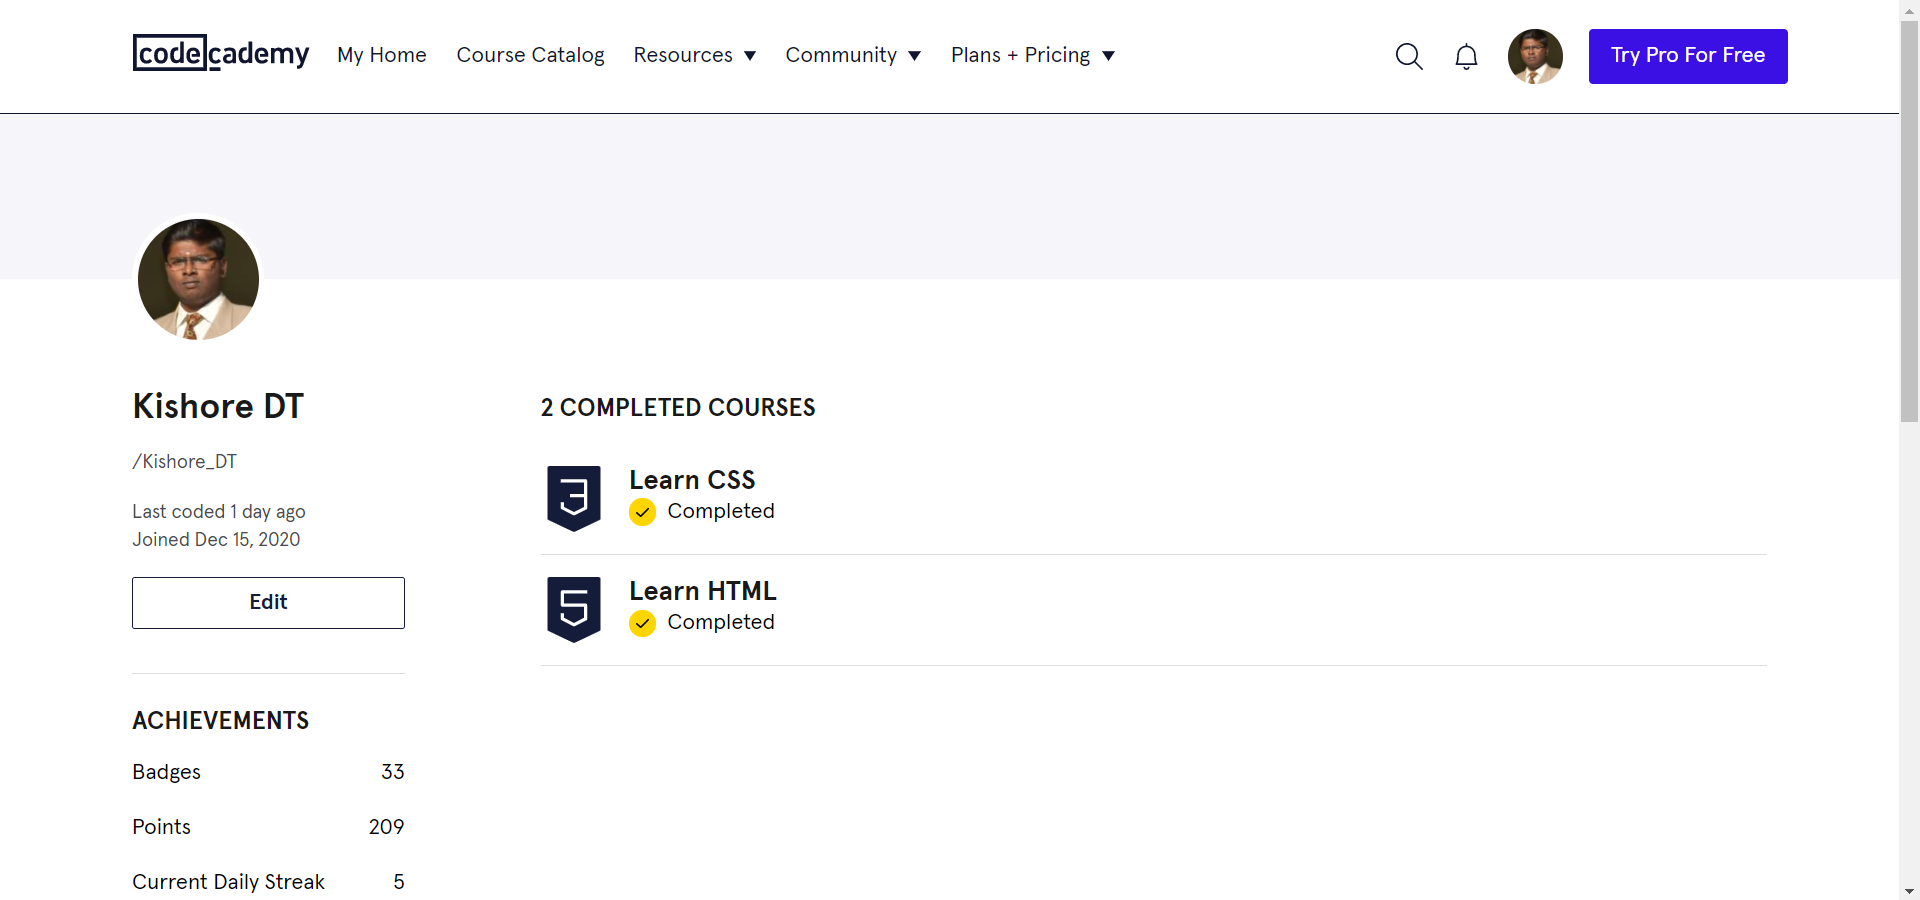 codecademy My Home Course Catalog Resources Community Plans + Pricing Try Pro For Free
Kishore DT
/Kishore_DT
Last coded 1 day ago
Joined Dec 15, 2020
Edit
ACHIEVEMENTS
Badges 33
Points 209
Current Daily Streak 5
2 COMPLETED COURSES
Learn CSS
Completed
Learn HTML
Completed